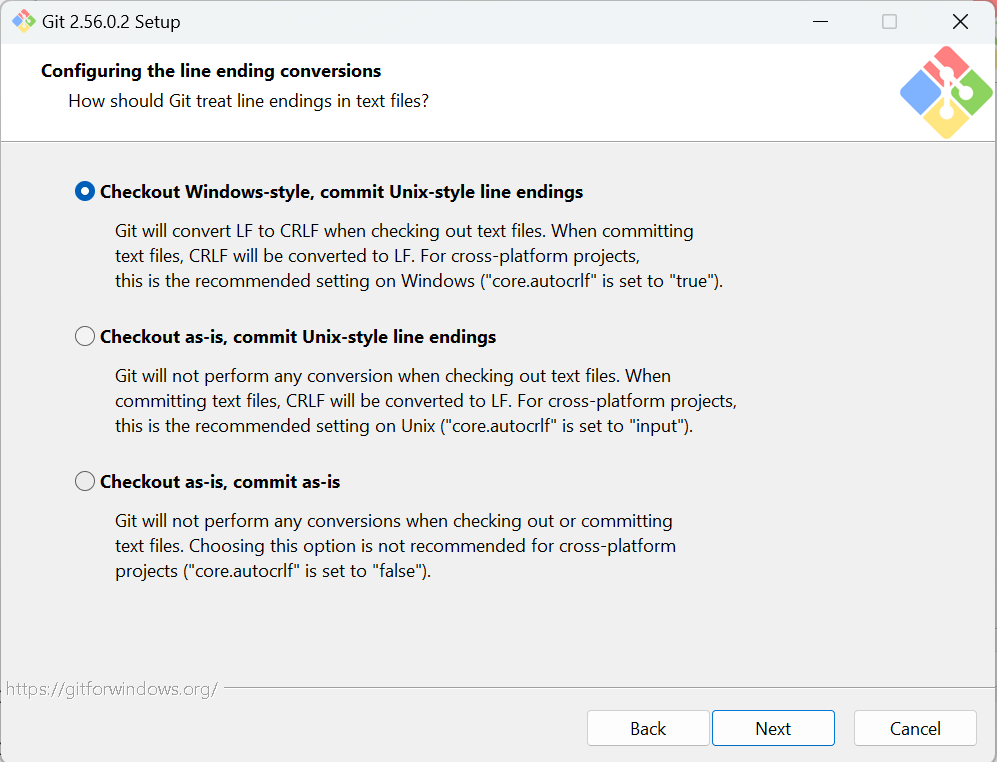 Git 2.56.0.2 Setup
Configuring the line ending conversions
How should Git treat line endings in text files?
Checkout Windows-style, commit Unix-style line endings
Git will convert LF to CRLF when checking out text files. When committing
text files, CRLF will be converted to LF. For cross-platform projects,
this is the recommended setting on Windows ("core.autocrlf" is set to "true").
Checkout as-is, commit Unix-style line endings
Git will not perform any conversion when checking out text files. When
committing text files, CRLF will be converted to LF. For cross-platform projects,
this is the recommended setting on Unix ("core.autocrlf" is set to "input").
Checkout as-is, commit as-is
Git will not perform any conversions when checking out or committing
text files. Choosing this option is not recommended for cross-platform
projects ("core.autocrlf" is set to "false").
https://gitforwindows.org/
Back
Next
Cancel